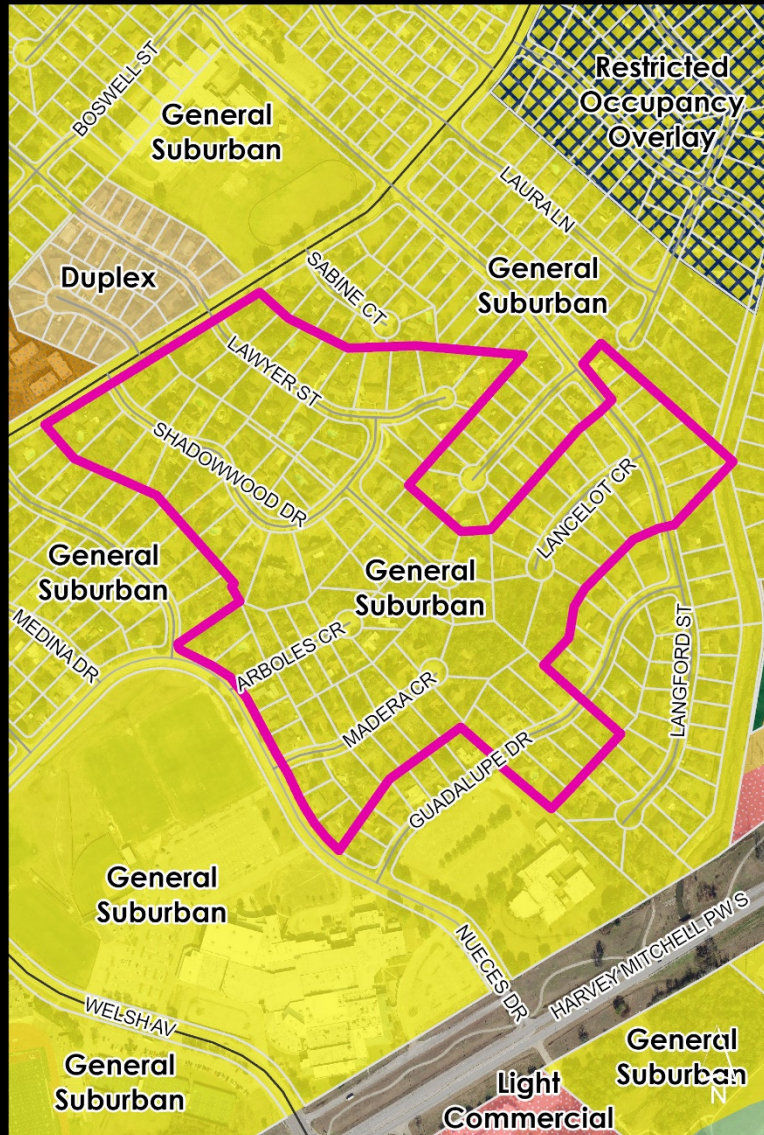 BOSWELL ST
General
Suburban
Restricted
Occupancy
Overlay
LAURA LN
Duplex
SABINE CT
General
Suburban
LAWYER ST
SHADOWWOOD DR
LANCELOT CR
General
Suburban
General
Suburban
MEDINA DR
ARBOLES CR
LANGFORD ST
MADERA CR
GUADALUPE DR
General
Suburban
NUECES DR
HARVEY MITCHELL PW S
WELSH AV
General
Suburban
General
Suburban
Light
Commercial
N